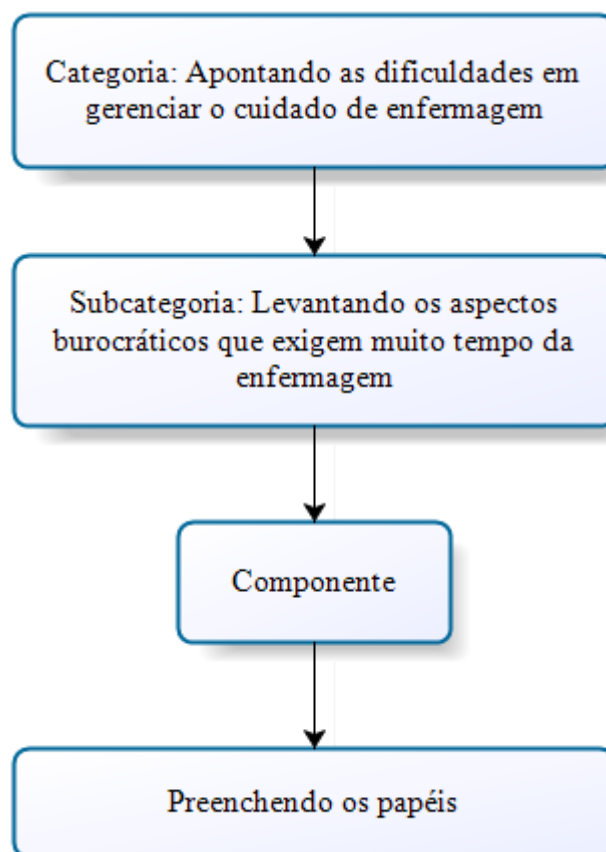 Categoria: Apontando as dificuldades em
gerenciar o cuidado de enfermagem
Subcategoria: Levantando os aspectos
burocráticos que exigem muito tempo da
enfermagem
Componente
Preenchendo os papéis